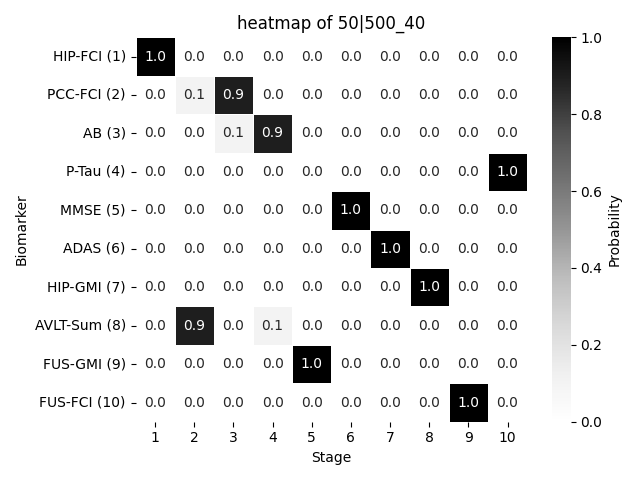 heatmap of 50|500_40
HIP-FCI (1) 1.0 0.0 0.0 0.0 0.0 0.0 0.0 0.0 0.0 0.0
PCC-FCI (2) 0.0 0.1 0.9 0.0 0.0 0.0 0.0 0.0 0.0 0.0
AB (3) 0.0 0.0 0.1 0.9 0.0 0.0 0.0 0.0 0.0 0.0
P-Tau (4) 0.0 0.0 0.0 0.0 0.0 0.0 0.0 0.0 0.0 1.0
MMSE (5) 0.0 0.0 0.0 0.0 0.0 1.0 0.0 0.0 0.0 0.0
ADAS (6) 0.0 0.0 0.0 0.0 0.0 0.0 1.0 0.0 0.0 0.0
HIP-GMI (7) 0.0 0.0 0.0 0.0 0.0 0.0 0.0 1.0 0.0 0.0
AVLT-Sum (8) 0.0 0.9 0.0 0.1 0.0 0.0 0.0 0.0 0.0 0.0
FUS-GMI (9) 0.0 0.0 0.0 0.0 1.0 0.0 0.0 0.0 0.0 0.0
FUS-FCI (10) 0.0 0.0 0.0 0.0 0.0 0.0 0.0 0.0 1.0 0.0
1 2 3 4 5 6 7 8 9 10
Stage
Biomarker
1.0
0.8
0.6
0.4
0.2
0.0
Probability